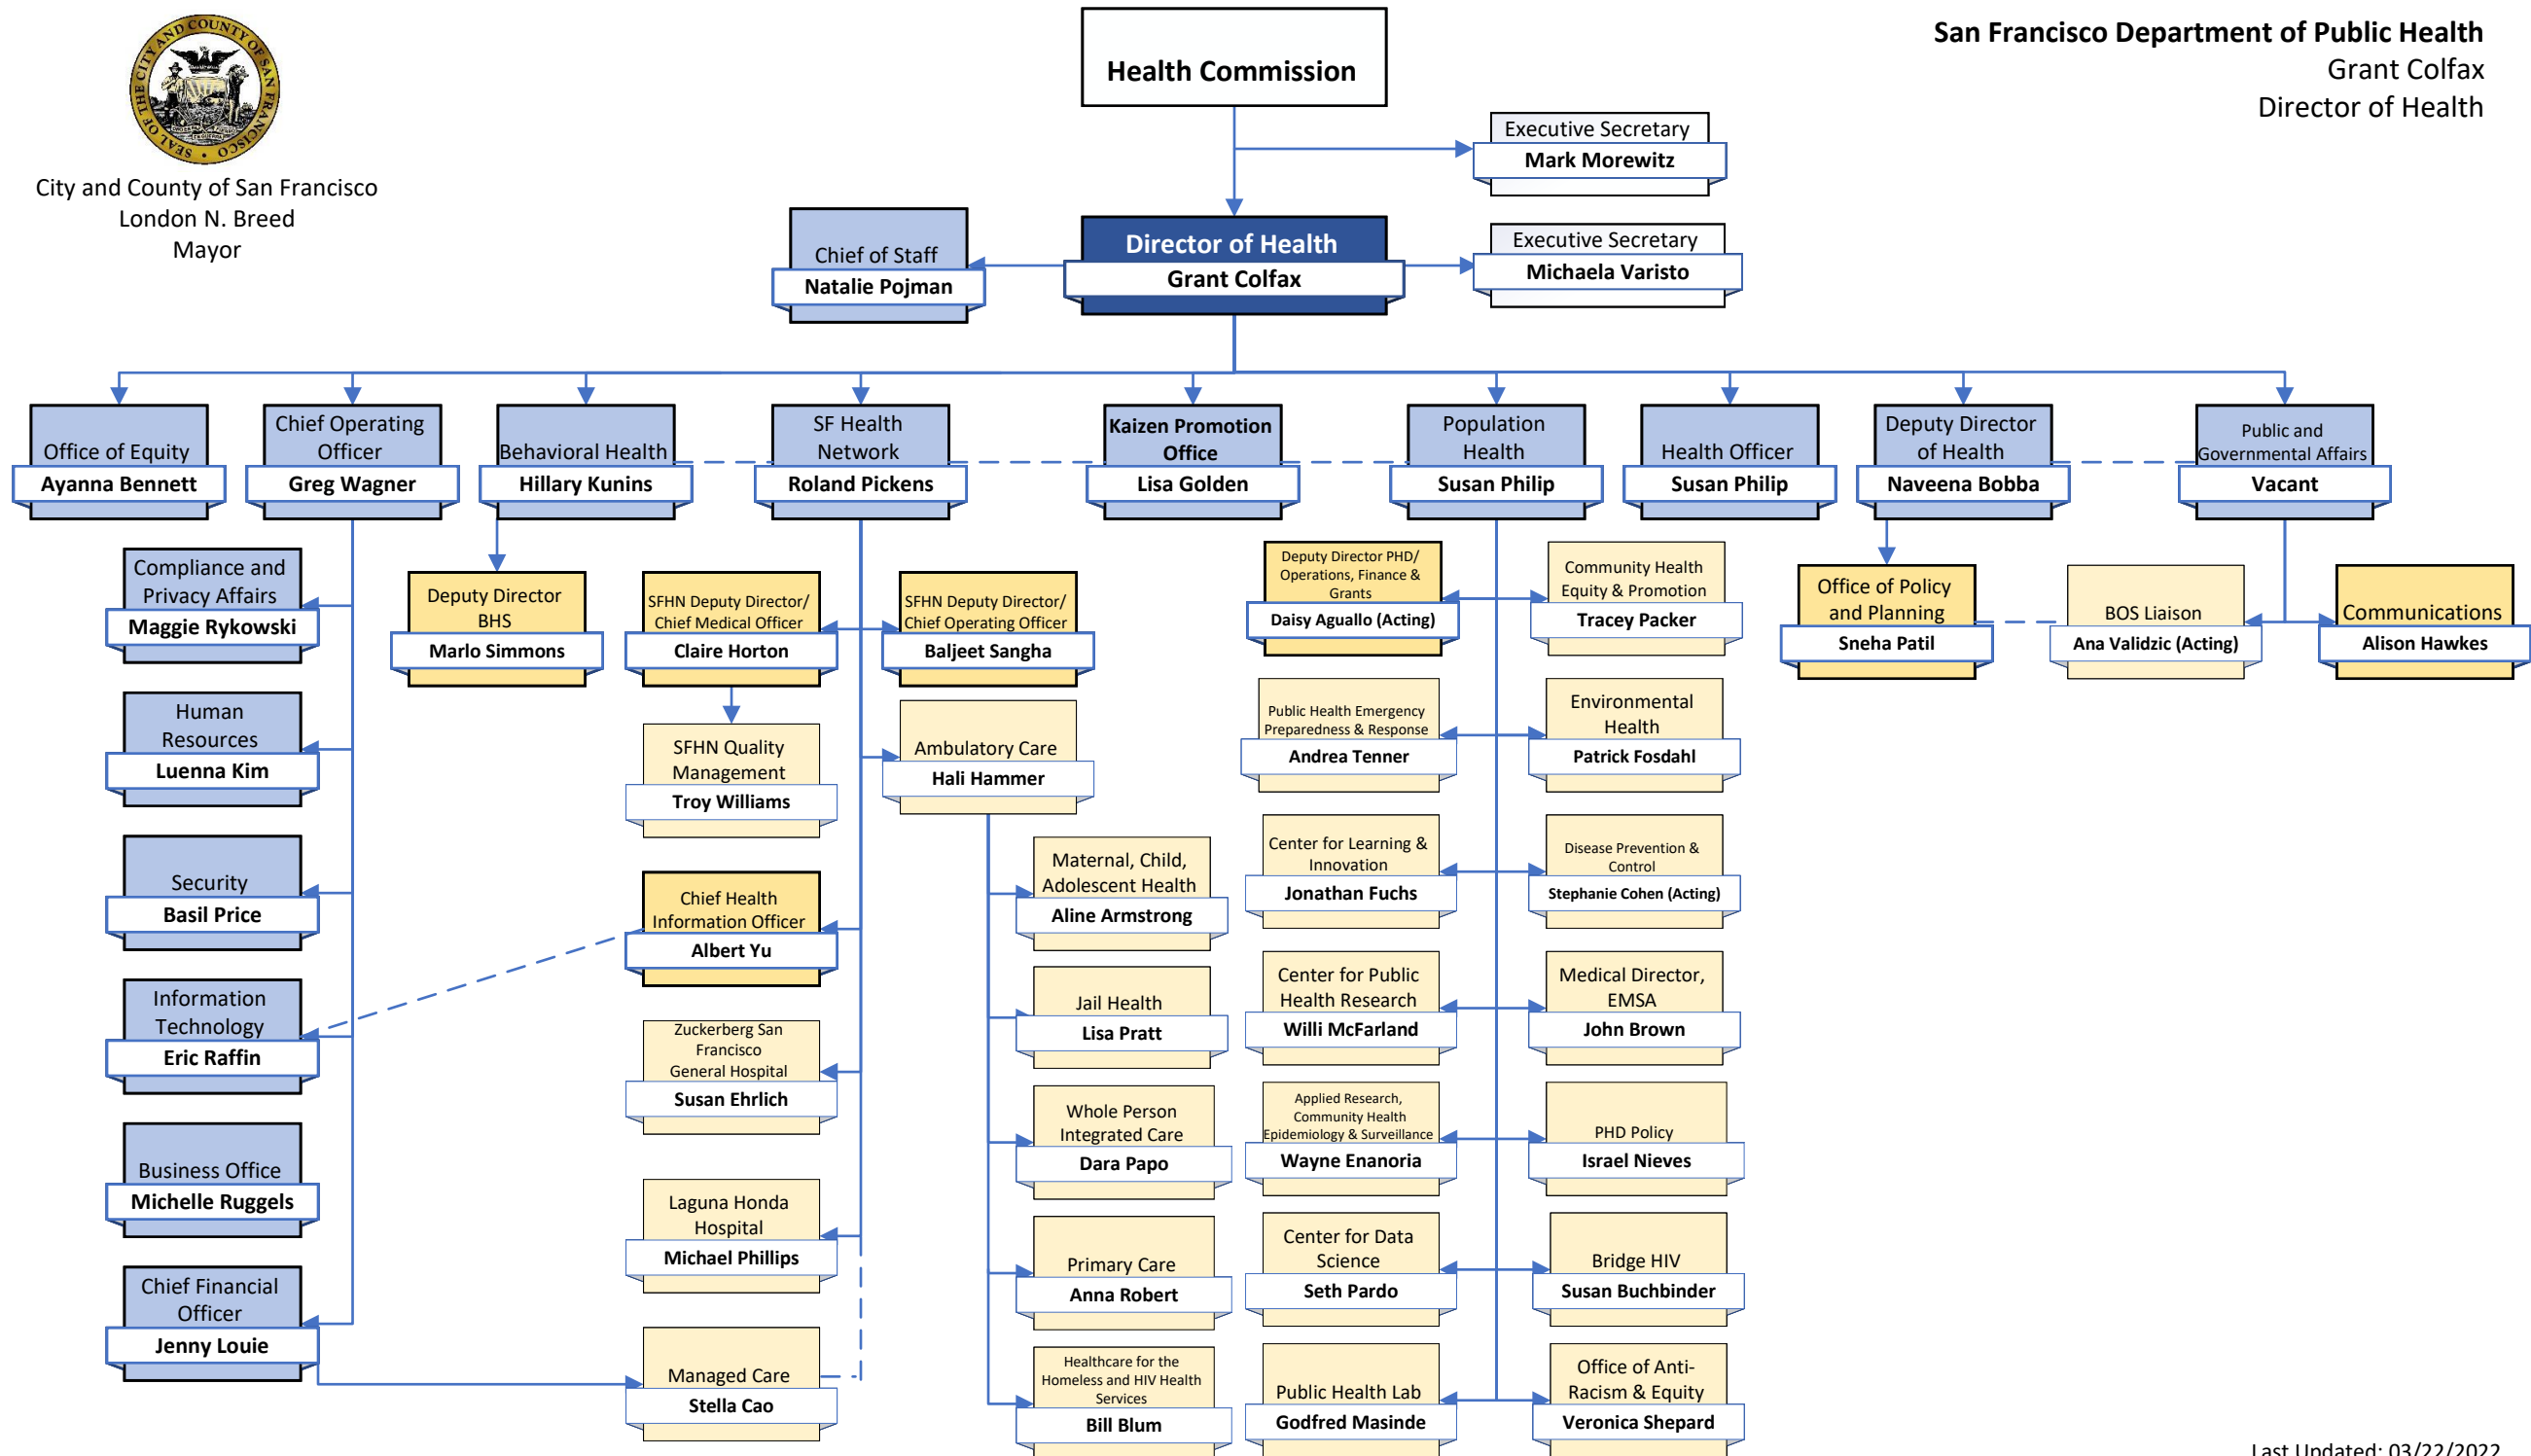 SEAL OF THE CITY AND COUNTY OF SAN FRANCISCO
City and County of San Francisco
London N. Breed
Mayor
Health Commission
San Francisco Department of Public Health
Grant Colfax
Director of Health
Executive Secretary
Mark Morewitz
Chief of Staff
Natalie Pojman
Director of Health
Grant Colfax
Executive Secretary
Michaela Varisto
Office of Equity
Ayanna Bennett
Chief Operating
Officer
Greg Wagner
Behavioral Health
Hillary Kunins
SF Health
Network
Roland Pickens
Kaizen Promotion
Office
Lisa Golden
Population
Health
Susan Philip
Health Officer
Susan Philip
Deputy Director
of Health
Naveena Bobba
Public and
Governmental Affairs
Vacant
Compliance and
Privacy Affairs
Maggie Rykowski
Human
Resources
Luenna Kim
Security
Basil Price
Information
Technology
Eric Raffin
Business Office
Michelle Ruggels
Chief Financial
Officer
Jenny Louie
Deputy Director
BHS
Marlo Simmons
SFHN Deputy Director/
Chief Medical Officer
Claire Horton
SFHN Deputy Director/
Chief Operating Officer
Baljeet Sangha
SFHN Quality
Management
Troy Williams
Ambulatory Care
Hali Hammer
Chief Health
Information Officer
Albert Yu
Zuckerberg San
Francisco
General Hospital
Susan Ehrlich
Laguna Honda
Hospital
Michael Phillips
Managed Care
Stella Cao
Maternal, Child,
Adolescent Health
Aline Armstrong
Jail Health
Lisa Pratt
Whole Person
Integrated Care
Dara Papo
Primary Care
Anna Robert
Healthcare for the
Homeless and HIV Health
Services
Bill Blum
Deputy Director PHD/
Operations, Finance &
Grants
Daisy Aguallo (Acting)
Community Health
Equity & Promotion
Tracey Packer
Public Health Emergency
Preparedness & Response
Andrea Tenner
Environmental
Health
Patrick Fosdahl
Center for Learning &
Innovation
Jonathan Fuchs
Disease Prevention &
Control
Stephanie Cohen (Acting)
Center for Public
Health Research
Willi McFarland
Medical Director,
EMSA
John Brown
Applied Research,
Community Health
Epidemiology & Surveillance
Wayne Enanoria
PHD Policy
Israel Nieves
Center for Data
Science
Seth Pardo
Bridge HIV
Susan Buchbinder
Public Health Lab
Godfred Masinde
Office of Anti-
Racism & Equity
Veronica Shepard
Office of Policy
and Planning
Sneha Patil
BOS Liaison
Ana Validzic (Acting)
Communications
Alison Hawkes
Last Updated: 03/22/2022